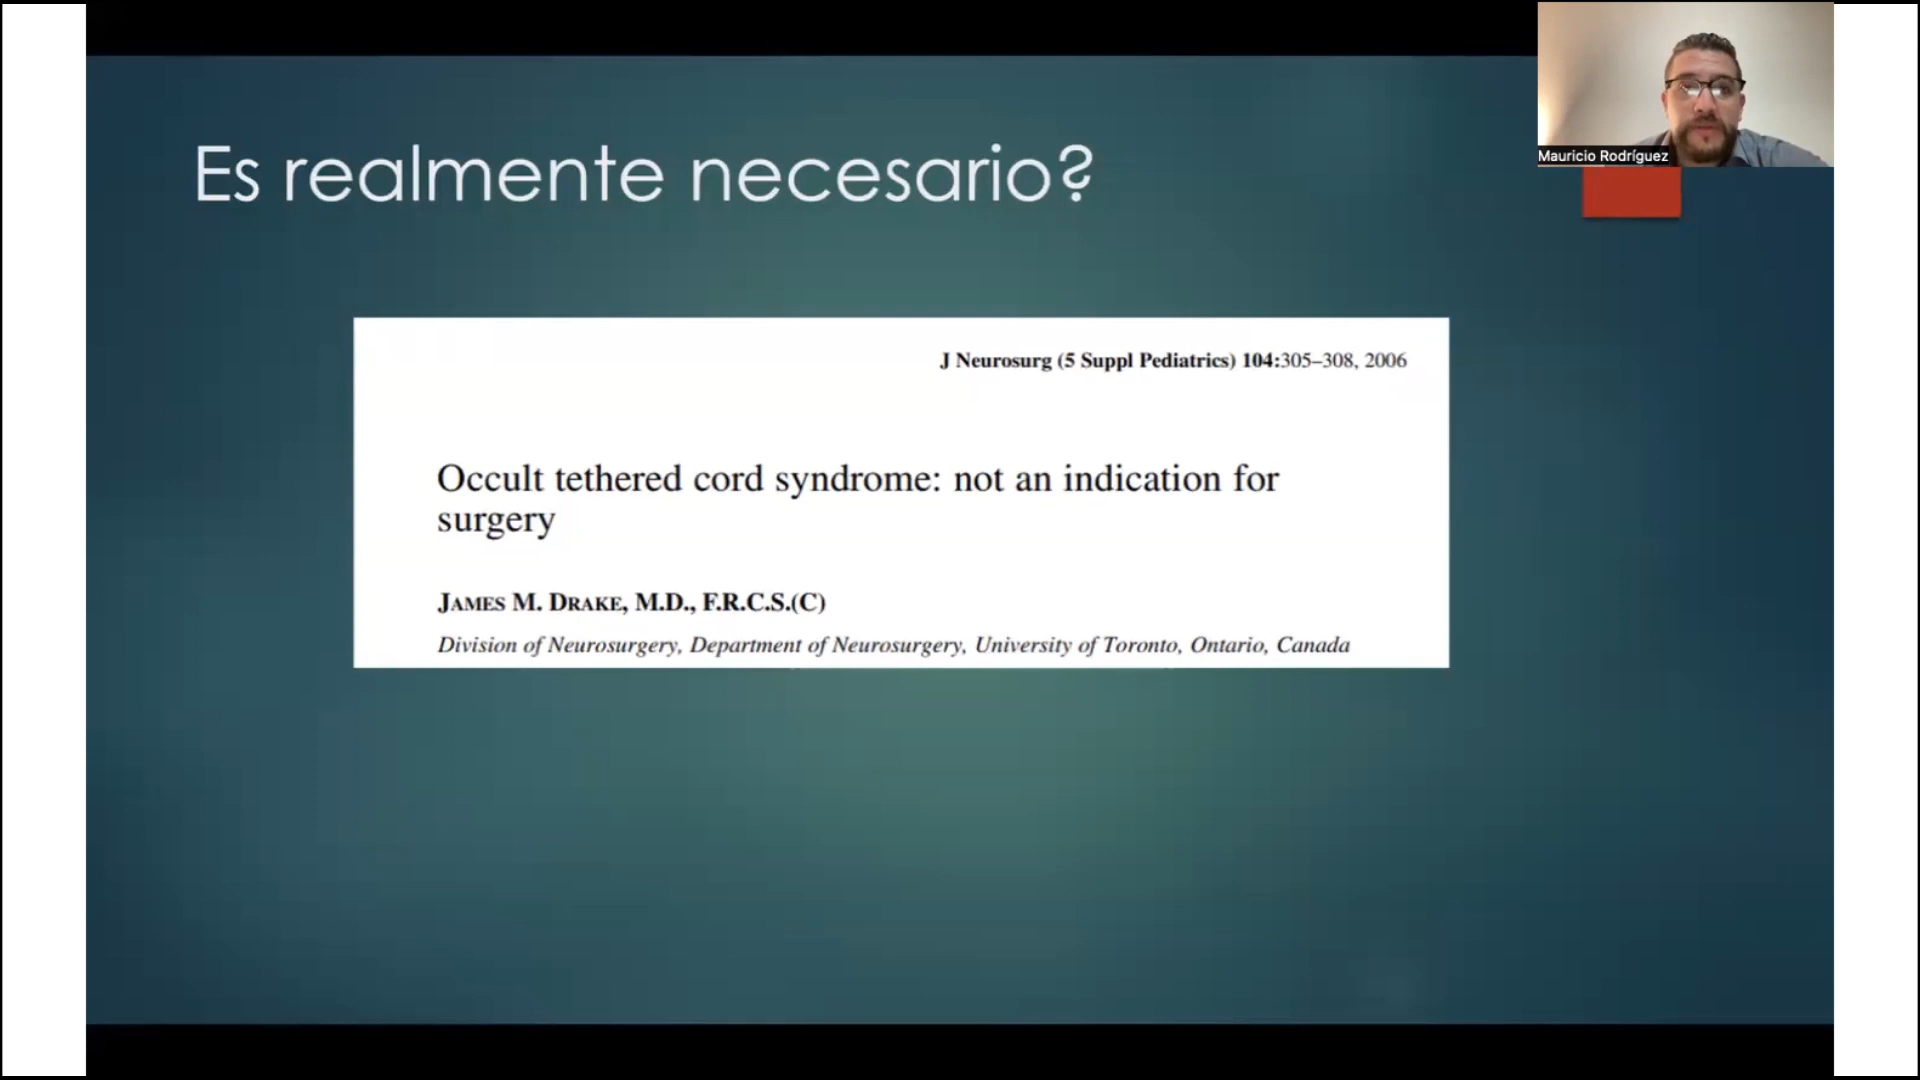 Mauricio Rodríguez
Es realmente necesario?
J Neurosurg (5 Suppl Pediatrics) 104:305–308, 2006
Occult tethered cord syndrome: not an indication for
surgery
JAMES M. DRAKE, M.D., F.R.C.S.(C)
Division of Neurosurgery, Department of Neurosurgery, University of Toronto, Ontario, Canada